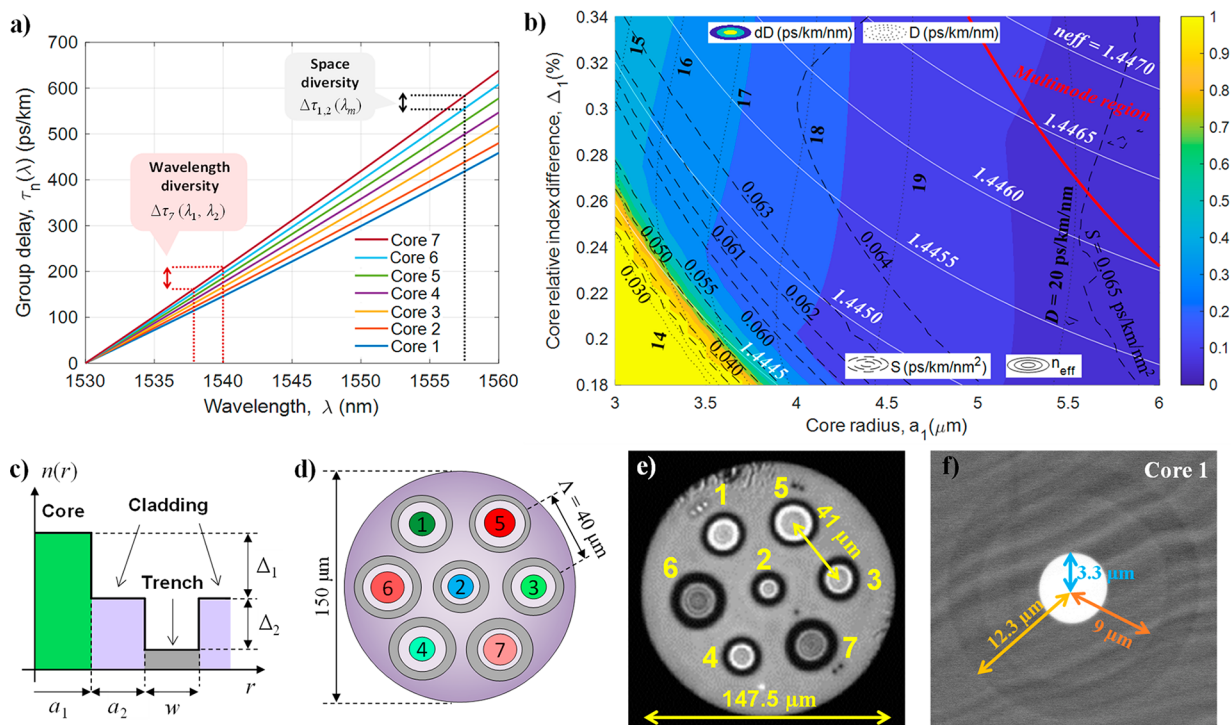 a)
Group delay, τn(λ) (ps/km)
700
600
500
400
300
200
100
0
1530
1535
1540
1545
1550
1555
1560
Wavelength, λ (nm)
Space
diversity
Δτ1,2 (λm)
Wavelength
diversity
Δτ7 (λ1, λ2)
Core 7
Core 6
Core 5
Core 4
Core 3
Core 2
Core 1
b)
Core relative index difference, Δ1(%)
0.34
0.3
0.28
0.26
0.24
0.22
0.2
0.18
3
3.5
4
4.5
5
5.5
6
Core radius, a1(μm)
dD (ps/km/nm)
D (ps/km/nm)
neff = 1.4470
Multimode region
1.4465
1.4460
1.4455
1.4450
1.4445
15
16
17
18
19
14
0.063
0.061
0.064
0.062
0.050
0.055
0.060
0.030
0.040
D = 20 ps/km/nm
S = 0.065 ps/km/nm²
S (ps/km/nm²)
neff
1
0.9
0.8
0.7
0.6
0.5
0.4
0.3
0.2
0.1
0
c)
n(r)
Core
Cladding
Trench
Δ1
Δ2
r
a1
a2
w
d)
150 μm
Λ = 40 μm
1
5
6
2
3
4
7
e)
1
5
41 μm
6
2
3
4
7
147.5 μm
f)
Core 1
3.3 μm
12.3 μm
9 μm